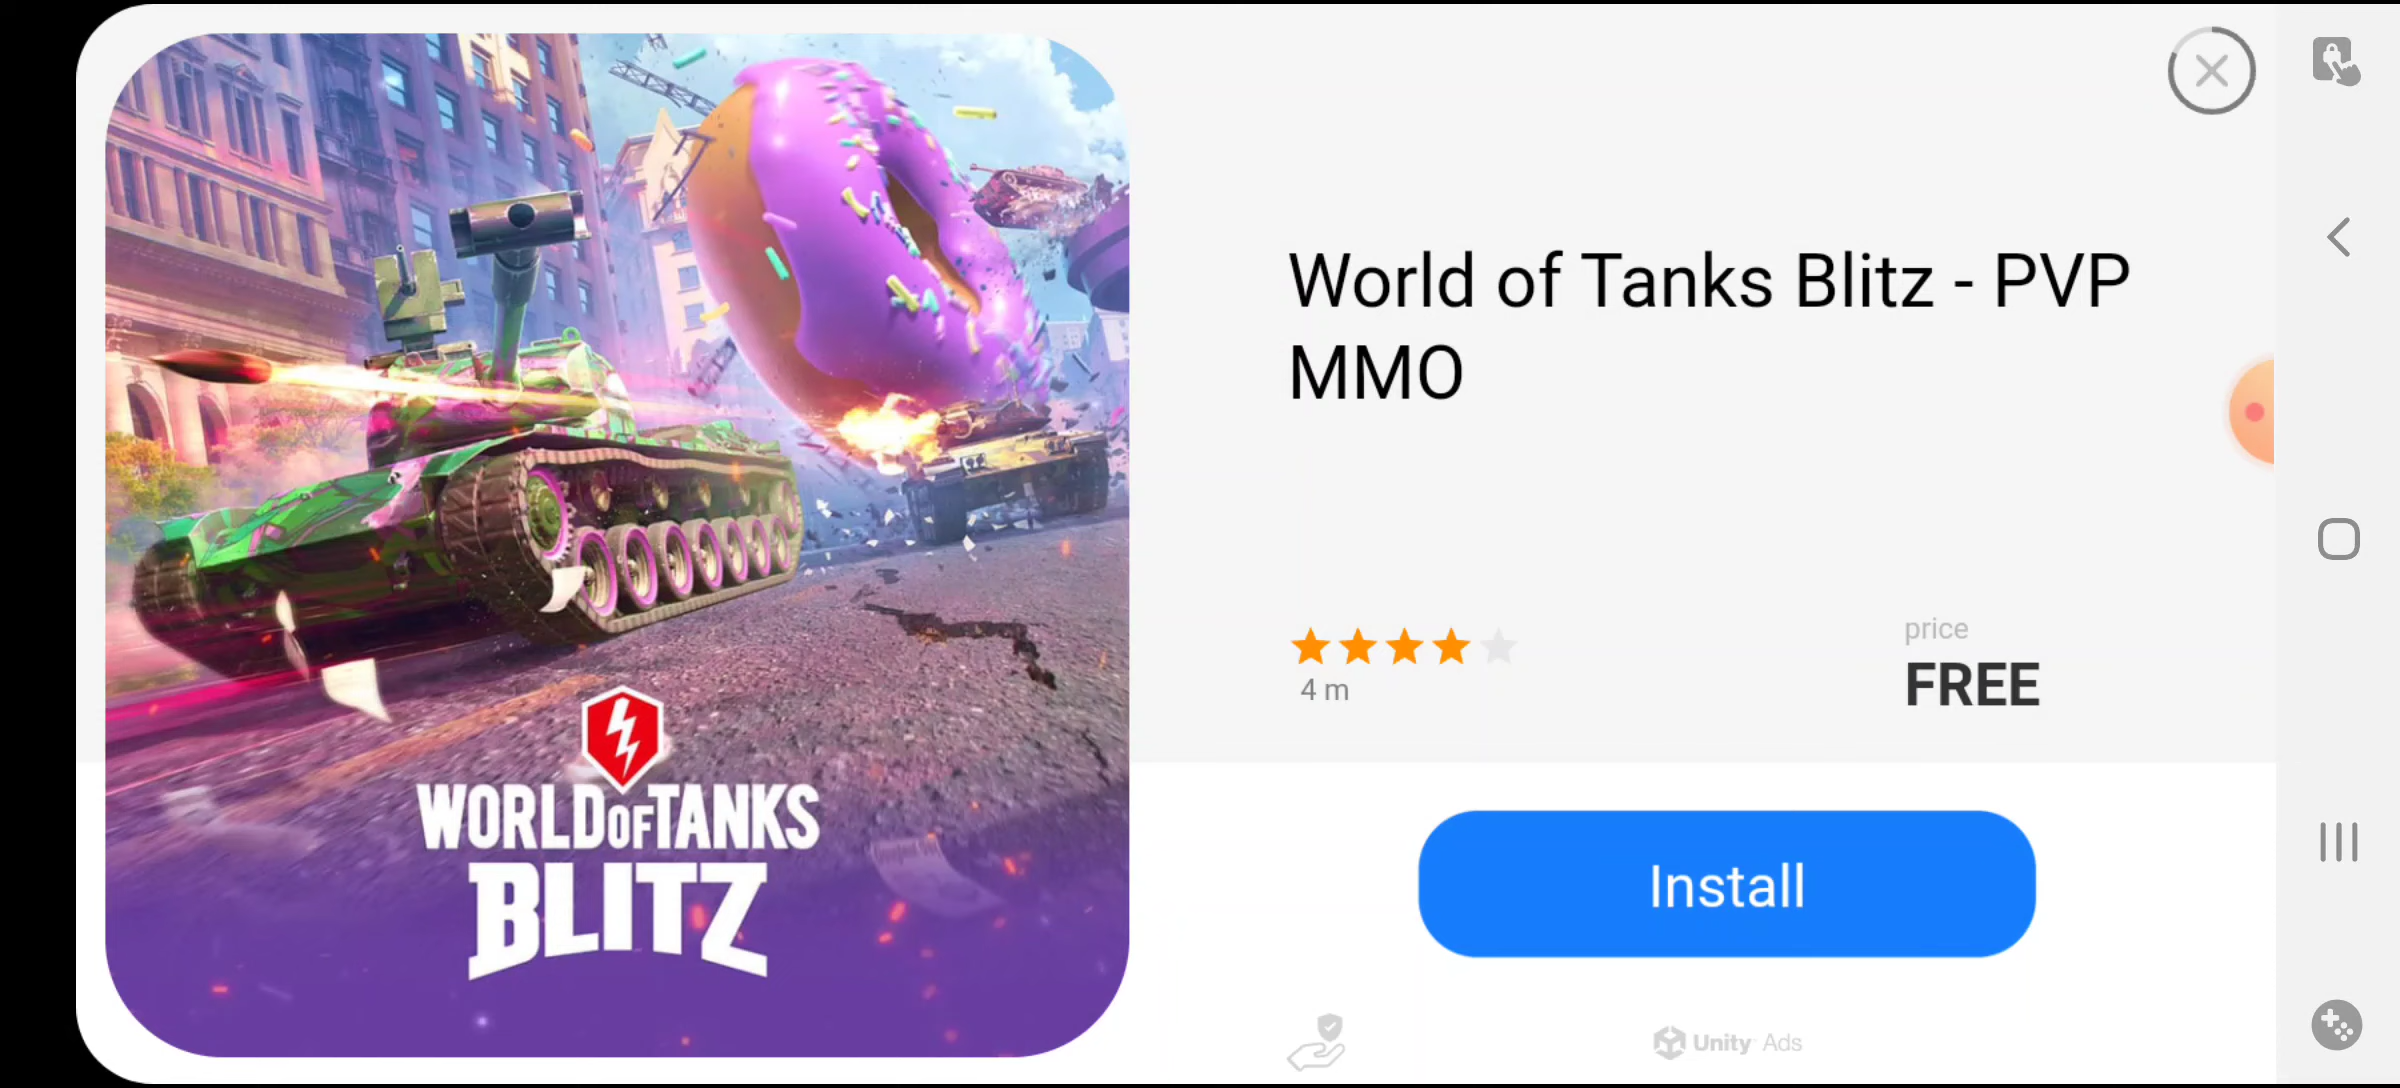 World of Tanks Blitz - PVP
MMO
4 m
price
FREE
Install
Unity Ads
WORLD OF TANKS
BLITZ